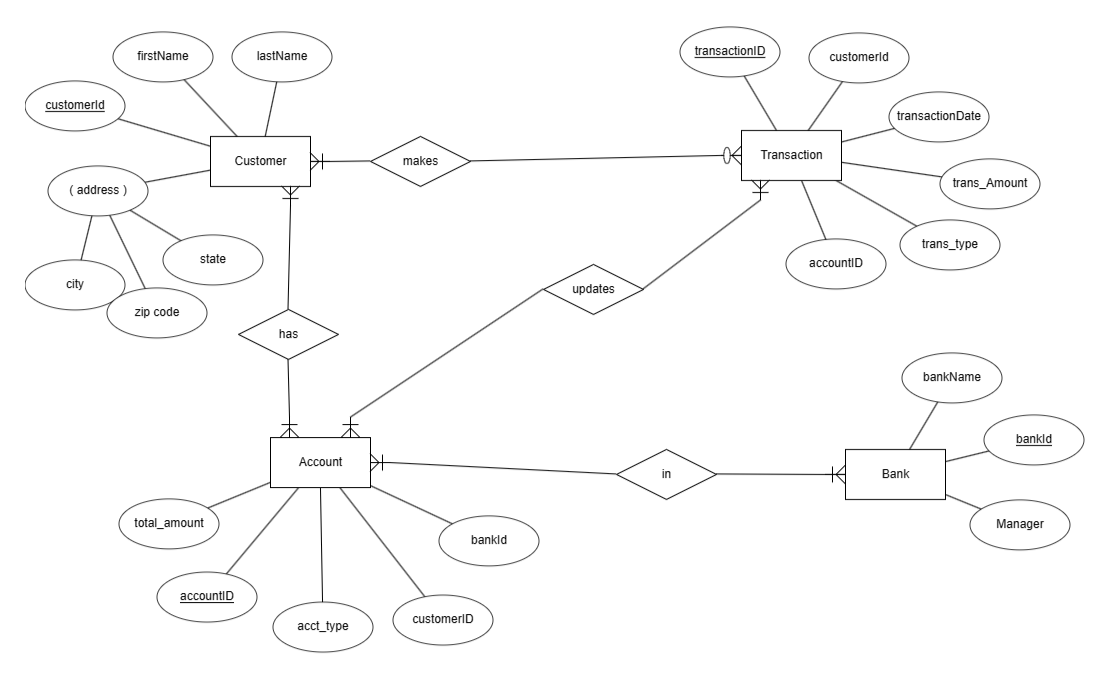 firstName
lastName
customerId
Customer
( address )
city
zip code
state
makes
transactionID
customerId
transactionDate
Transaction
trans_Amount
trans_type
accountID
updates
has
Account
total_amount
accountID
acct_type
customerID
bankId
in
bankName
bankId
Bank
Manager